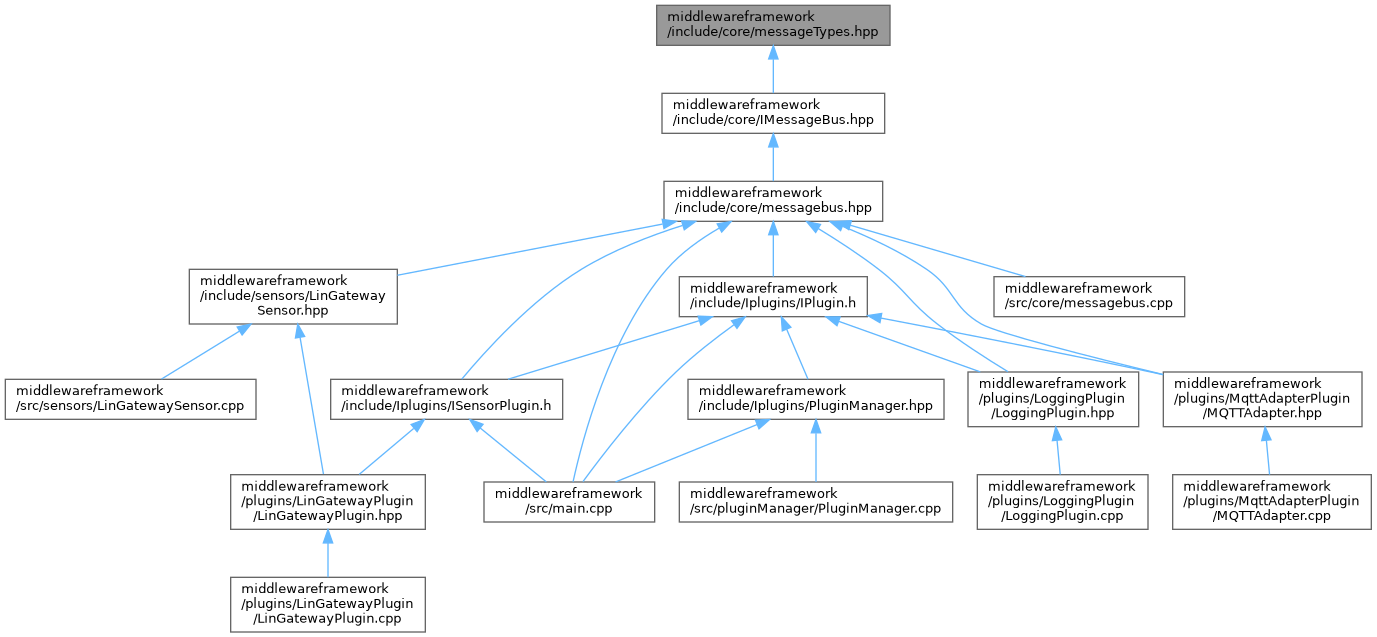 middlewareframework
/include/core/messageTypes.hpp
middlewareframework
/include/core/IMessageBus.hpp
middlewareframework
/include/core/messagebus.hpp
middlewareframework
/include/sensors/LinGateway
Sensor.hpp
middlewareframework
/include/Iplugins/IPlugin.h
middlewareframework
/src/core/messagebus.cpp
middlewareframework
/src/sensors/LinGatewaySensor.cpp
middlewareframework
/include/Iplugins/ISensorPlugin.h
middlewareframework
/include/Iplugins/PluginManager.hpp
middlewareframework
/plugins/LoggingPlugin
/LoggingPlugin.hpp
middlewareframework
/plugins/MqttAdapterPlugin
/MQTTAdapter.hpp
middlewareframework
/plugins/LinGatewayPlugin
/LinGatewayPlugin.hpp
middlewareframework
/src/main.cpp
middlewareframework
/src/pluginManager/PluginManager.cpp
middlewareframework
/plugins/LoggingPlugin
/LoggingPlugin.cpp
middlewareframework
/plugins/MqttAdapterPlugin
/MQTTAdapter.cpp
middlewareframework
/plugins/LinGatewayPlugin
/LinGatewayPlugin.cpp